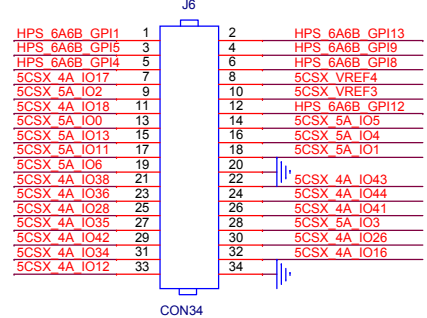 J6
HPS_6A6B_GPI1 1 2 HPS_6A6B_GPI13
HPS_6A6B_GPI5 3 4 HPS_6A6B_GPI9
HPS_6A6B_GPI4 5 6 HPS_6A6B_GPI8
5CSX_4A_IO17 7 8 5CSX_VREF4
5CSX_5A_IO2 9 10 5CSX_VREF3
5CSX_4A_IO18 11 12 HPS_6A6B_GPI12
5CSX_5A_IO0 13 14 5CSX_5A_IO5
5CSX_5A_IO13 15 16 5CSX_5A_IO4
5CSX_5A_IO11 17 18 5CSX_5A_IO1
5CSX_5A_IO6 19 20
5CSX_4A_IO38 21 22 5CSX_4A_IO43
5CSX_4A_IO36 23 24 5CSX_4A_IO44
5CSX_4A_IO28 25 26 5CSX_4A_IO41
5CSX_4A_IO35 27 28 5CSX_5A_IO3
5CSX_4A_IO42 29 30 5CSX_4A_IO26
5CSX_4A_IO34 31 32 5CSX_4A_IO16
5CSX_4A_IO12 33 34
CON34